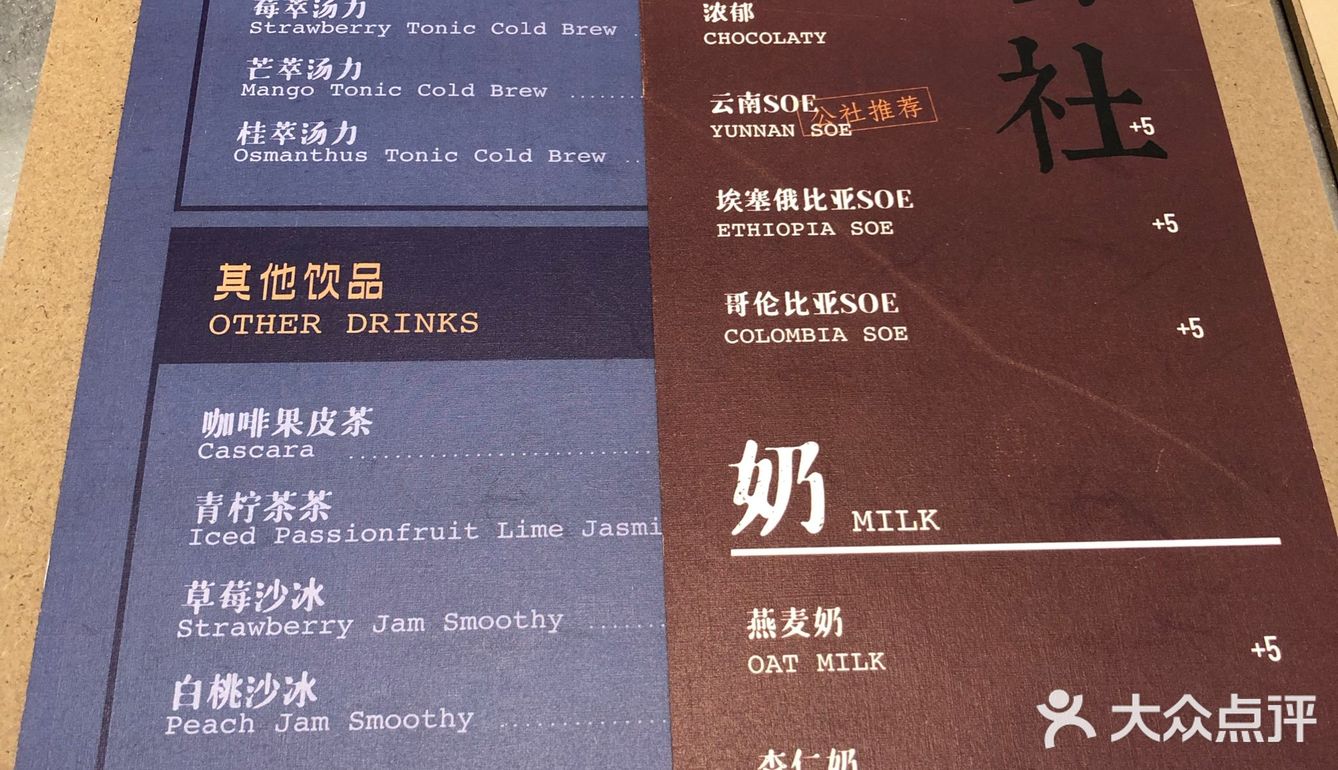 莓萃汤力
Strawberry Tonic Cold Brew
芒萃汤力
Mango Tonic Cold Brew
桂萃汤力
Osmanthus Tonic Cold Brew
其他饮品
OTHER DRINKS
咖啡果皮茶
Cascara
青柠茶茶
Iced Passionfruit Lime Jasmi
草莓沙冰
Strawberry Jam Smoothy
白桃沙冰
Peach Jam Smoothy
浓郁
CHOCOLATY
社
云南SOE
公社推荐
YUNNAN SOE
+5
埃塞俄比亚SOE
ETHIOPIA SOE
+5
哥伦比亚SOE
COLOMBIA SOE
+5
奶 MILK
燕麦奶
OAT MILK
+5
大众点评